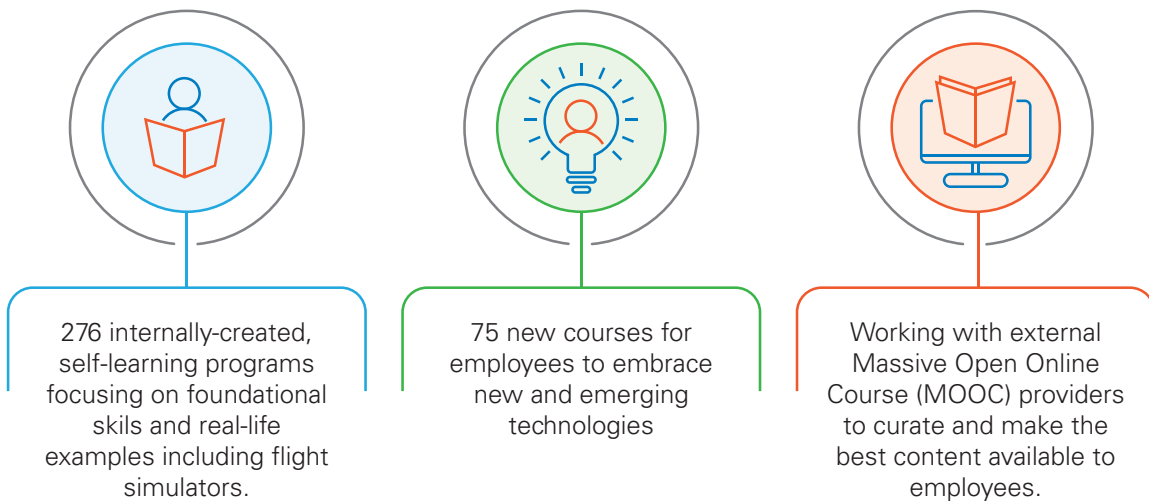 276 internally-created,
self-learning programs
focusing on foundational
skils and real-life
examples including flight
simulators.
75 new courses for
employees to embrace
new and emerging
technologies
Working with external
Massive Open Online
Course (MOOC) providers
to curate and make the
best content available to
employees.